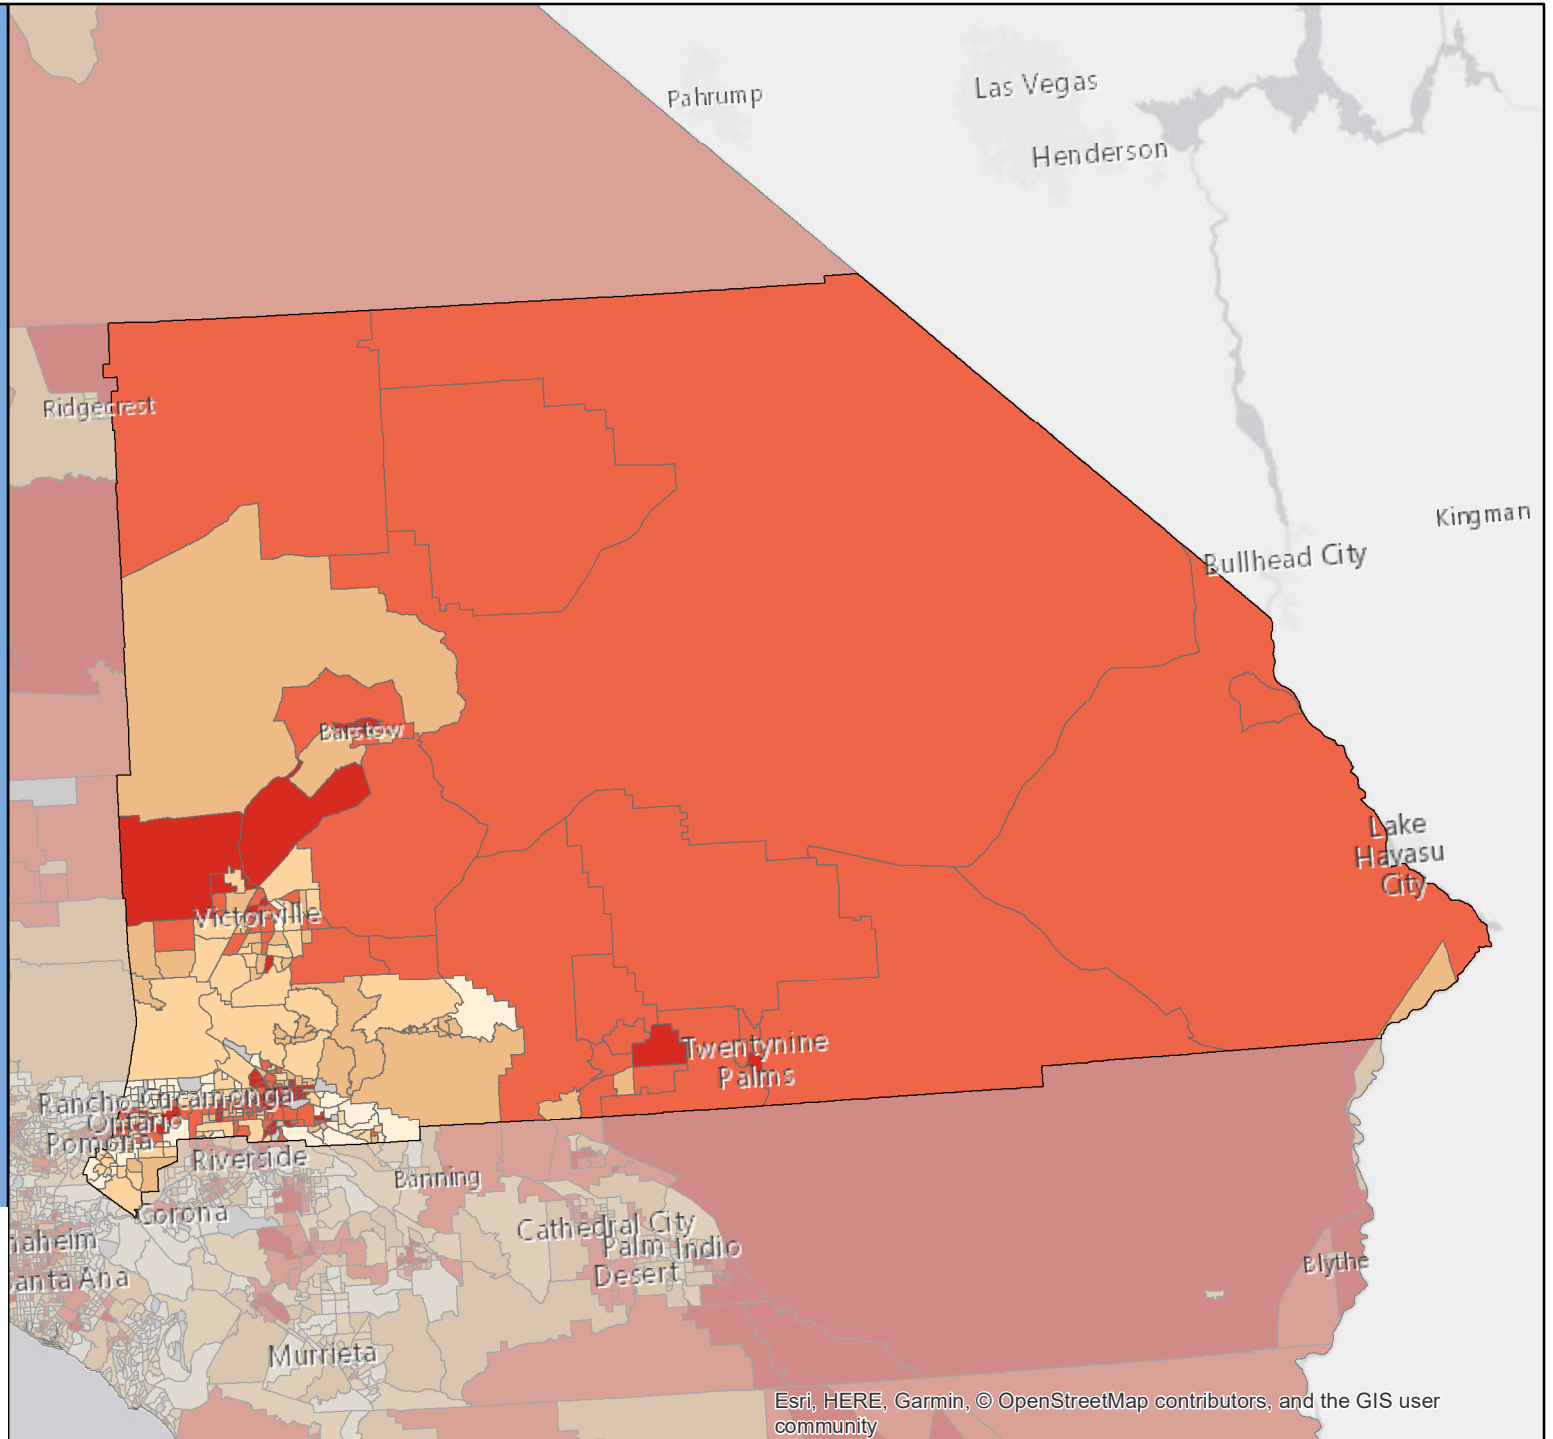 Pahrump
Las Vegas
Henderson
Ridgecrest
Kingman
Bullhead City
Barstow
Lake
Havasu
City
Victorville
Twentynine
Palms
Rancho Cucamonga
Ontario
Pomona
Riverside
Banning
Corona
Cathedral City
naheim
Palm Indio
Desert
anta Ana
Blythe
Murrieta
Esri, HERE, Garmin, © OpenStreetMap contributors, and the GIS user
community